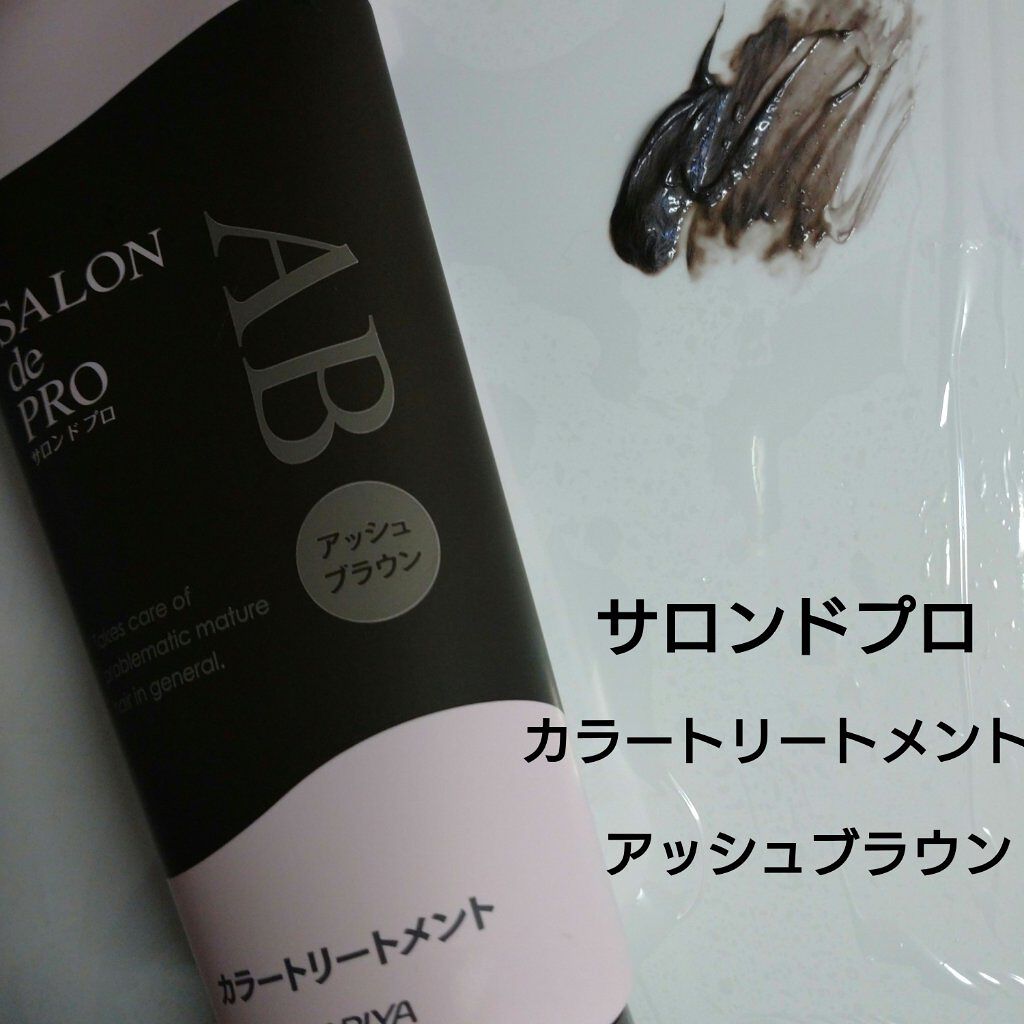 SALON
de
PRO
サロンドプロ
AB
アッシュ
ブラウン
Takes care of
problematic mature
hair in general.
カラートリートメント
サロンドプロ
カラートリートメント
アッシュブラウン